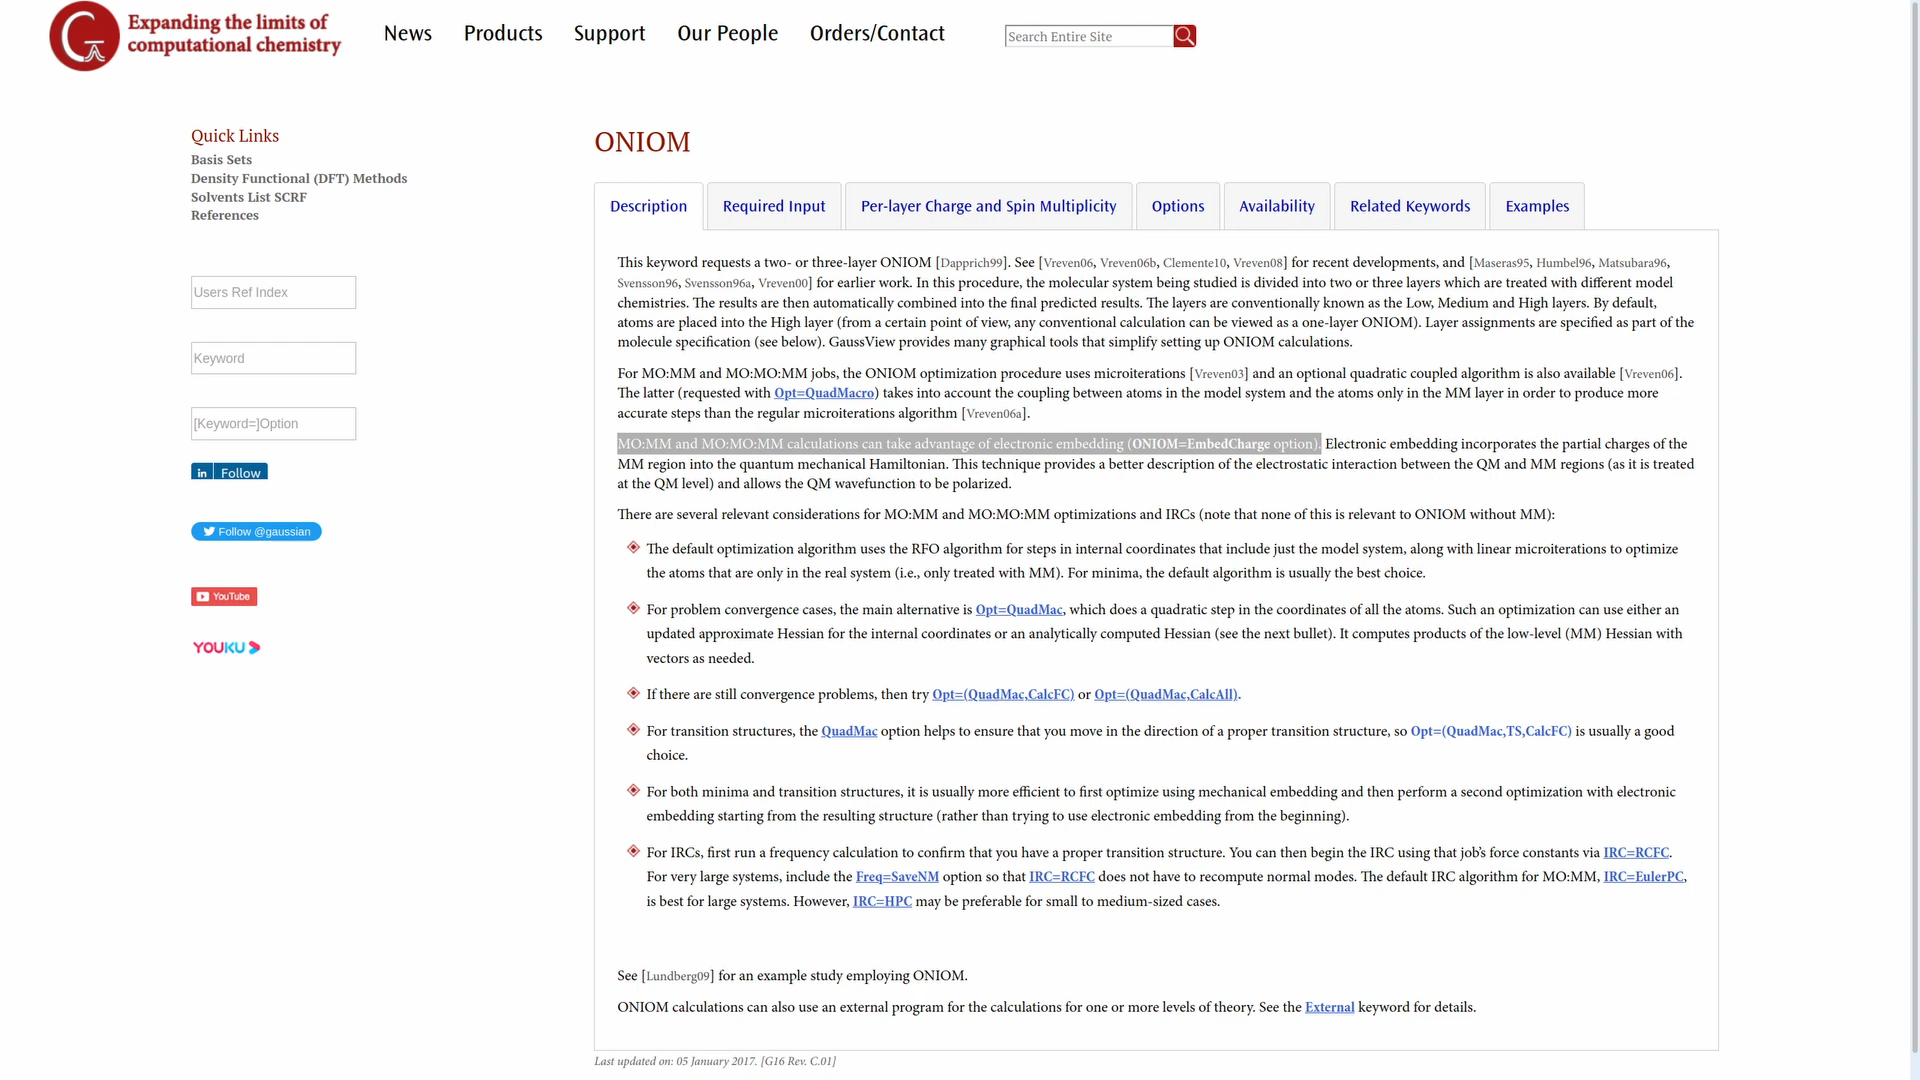 Expanding the limits of
computational chemistry
News Products Support Our People Orders/Contact
Search Entire Site
Quick Links
Basis Sets
Density Functional (DFT) Methods
Solvents List SCRF
References
Users Ref Index
Keyword
[Keyword=]Option
in Follow
Follow @gaussian
YouTube
YOUKU
ONIOM
Description Required Input Per-layer Charge and Spin Multiplicity Options Availability Related Keywords Examples
This keyword requests a two- or three-layer ONIOM [Dapprich99]. See [Vreven06, Vreven06b, Clemente10, Vreven08] for recent developments, and [Maseras95, Humbel96, Matsubara96,
Svensson96, Svensson96a, Vreven00] for earlier work. In this procedure, the molecular system being studied is divided into two or three layers which are treated with different model
chemistries. The results are then automatically combined into the final predicted results. The layers are conventionally known as the Low, Medium and High layers. By default,
atoms are placed into the High layer (from a certain point of view, any conventional calculation can be viewed as a one-layer ONIOM). Layer assignments are specified as part of the
molecule specification (see below). GaussView provides many graphical tools that simplify setting up ONIOM calculations.
For MO:MM and MO:MO:MM jobs, the ONIOM optimization procedure uses microiterations [Vreven03] and an optional quadratic coupled algorithm is also available [Vreven06].
The latter (requested with Opt=QuadMacro) takes into account the coupling between atoms in the model system and the atoms only in the MM layer in order to produce more
accurate steps than the regular microiterations algorithm [Vreven06a].
MO:MM and MO:MO:MM calculations can take advantage of electronic embedding (ONIOM=EmbedCharge option). Electronic embedding incorporates the partial charges of the
MM region into the quantum mechanical Hamiltonian. This technique provides a better description of the electrostatic interaction between the QM and MM regions (as it is treated
at the QM level) and allows the QM wavefunction to be polarized.
There are several relevant considerations for MO:MM and MO:MO:MM optimizations and IRCs (note that none of this is relevant to ONIOM without MM):
The default optimization algorithm uses the RFO algorithm for steps in internal coordinates that include just the model system, along with linear microiterations to optimize
the atoms that are only in the real system (i.e., only treated with MM). For minima, the default algorithm is usually the best choice.
For problem convergence cases, the main alternative is Opt=QuadMac, which does a quadratic step in the coordinates of all the atoms. Such an optimization can use either an
updated approximate Hessian for the internal coordinates or an analytically computed Hessian (see the next bullet). It computes products of the low-level (MM) Hessian with
vectors as needed.
If there are still convergence problems, then try Opt=(QuadMac,CalcFC) or Opt=(QuadMac,CalcAll).
For transition structures, the QuadMac option helps to ensure that you move in the direction of a proper transition structure, so Opt=(QuadMac,TS,CalcFC) is usually a good
choice.
For both minima and transition structures, it is usually more efficient to first optimize using mechanical embedding and then perform a second optimization with electronic
embedding starting from the resulting structure (rather than trying to use electronic embedding from the beginning).
For IRCs, first run a frequency calculation to confirm that you have a proper transition structure. You can then begin the IRC using that job's force constants via IRC=RCFC.
For very large systems, include the Freq=SaveNM option so that IRC=RCFC does not have to recompute normal modes. The default IRC algorithm for MO:MM, IRC=EulerPC,
is best for large systems. However, IRC=HPC may be preferable for small to medium-sized cases.
See [Lundberg09] for an example study employing ONIOM.
ONIOM calculations can also use an external program for the calculations for one or more levels of theory. See the External keyword for details.
Last updated on: 05 January 2017. [G16 Rev. C.01]